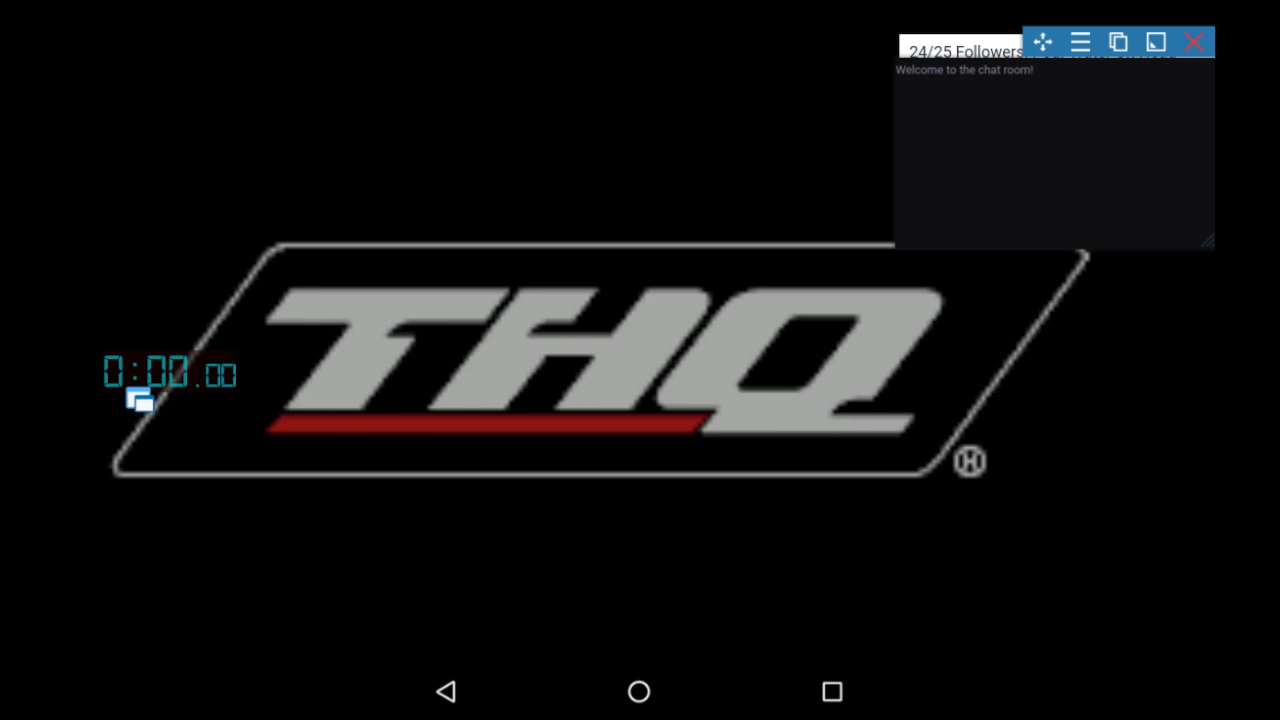 24/25 Followers
Welcome to the chat room!
THQ
®
0:00.00